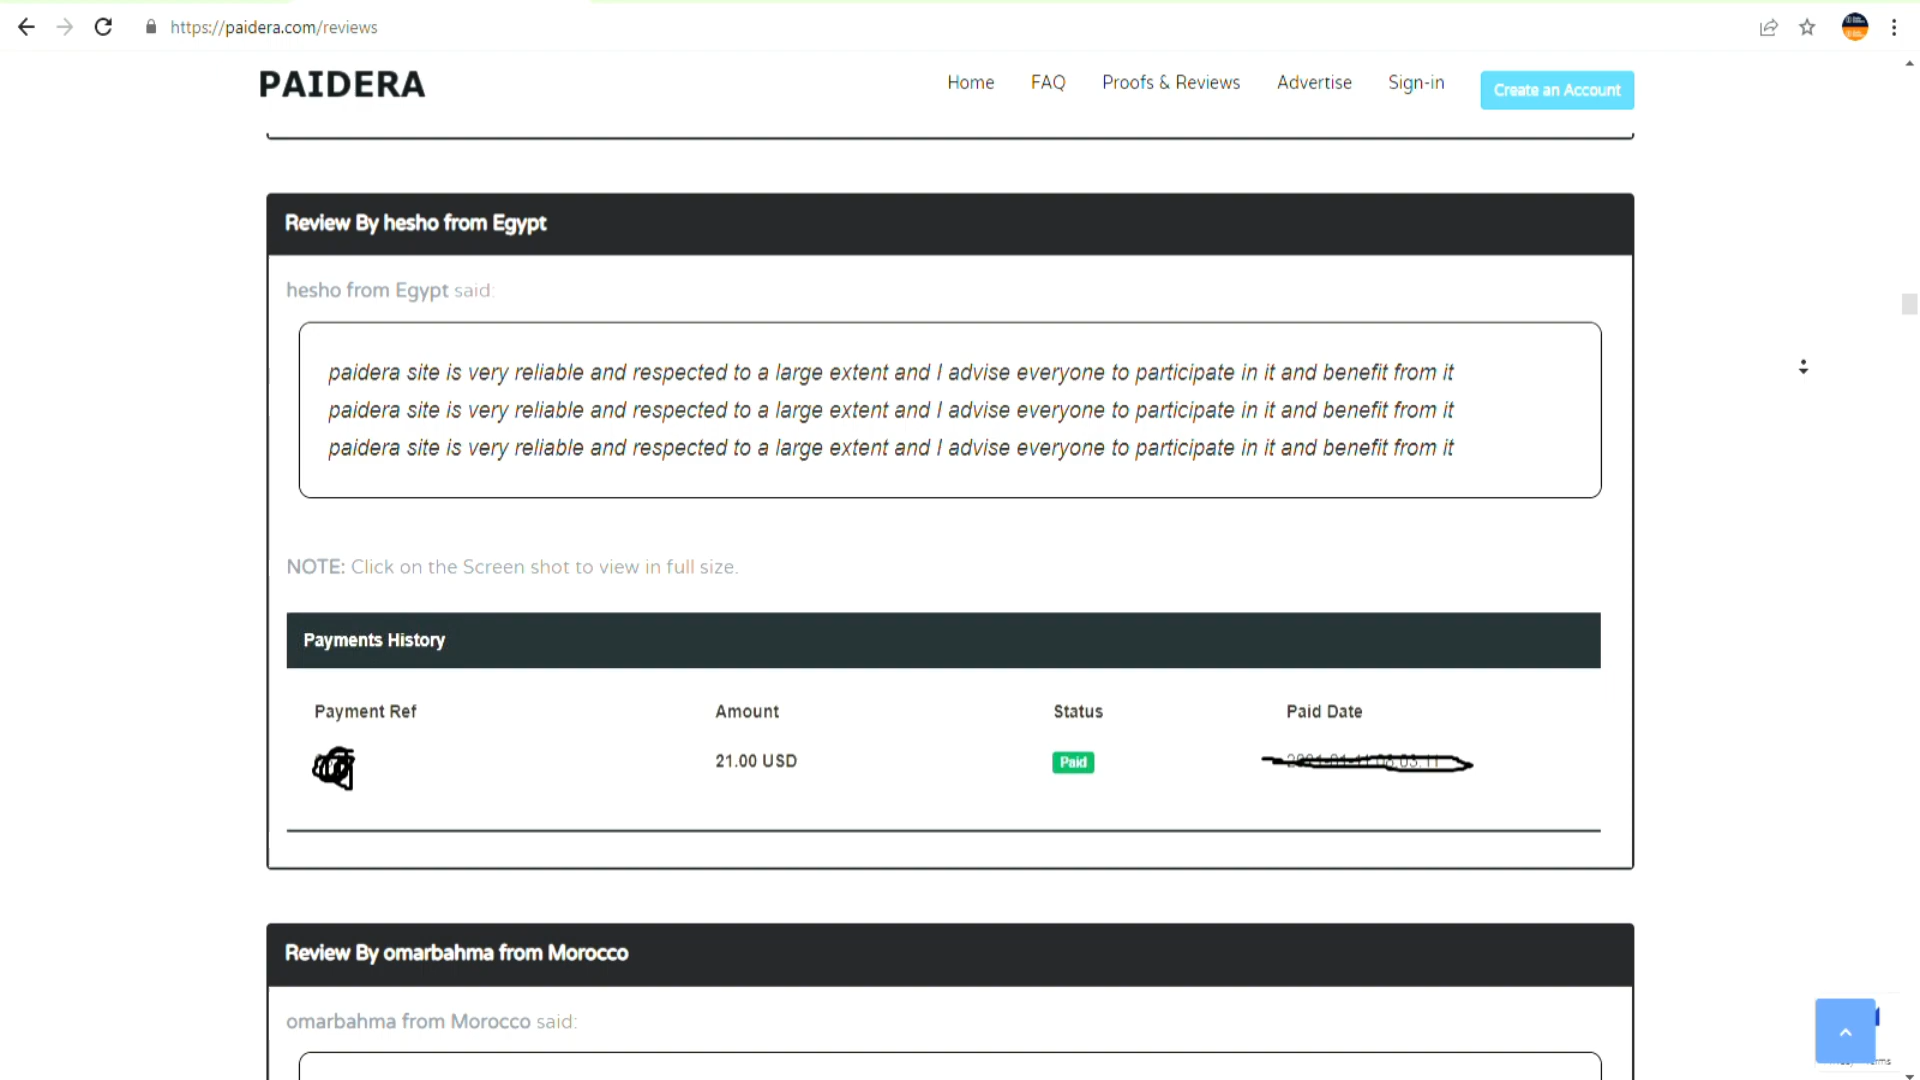 https://paidera.com/reviews
PAIDERA
Home FAQ Proofs & Reviews Advertise Sign-in Create an Account
Review By hesho from Egypt
hesho from Egypt said:
paidera site is very reliable and respected to a large extent and I advise everyone to participate in it and benefit from it
paidera site is very reliable and respected to a large extent and I advise everyone to participate in it and benefit from it
paidera site is very reliable and respected to a large extent and I advise everyone to participate in it and benefit from it
NOTE: Click on the Screen shot to view in full size.
Payments History
Payment Ref Amount Status Paid Date
21.00 USD Paid
Review By omarbahma from Morocco
omarbahma from Morocco said: